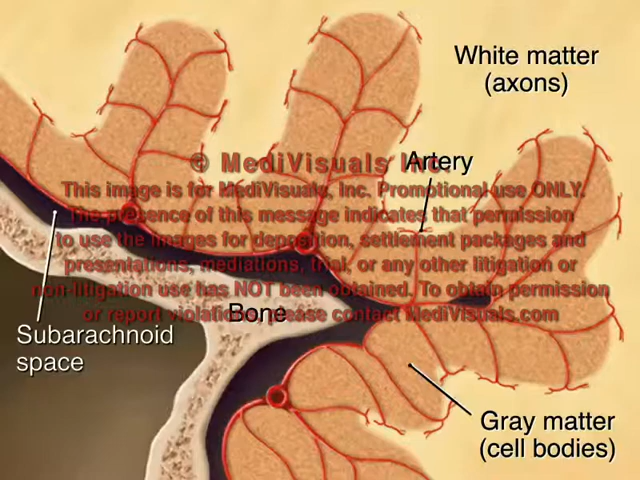 White matter
(axons)
© MediVisuals Inc.
Artery
This image is for MediVisuals, Inc. Promotional use ONLY.
The presence of this message indicates that permission
to use the images for deposition, settlement packages and
presentations, mediations, trial, or any other litigation or
non-litigation use has NOT been obtained. To obtain permission
or report violations, please contact MediVisuals.com
Bone
Subarachnoid
space
Gray matter
(cell bodies)